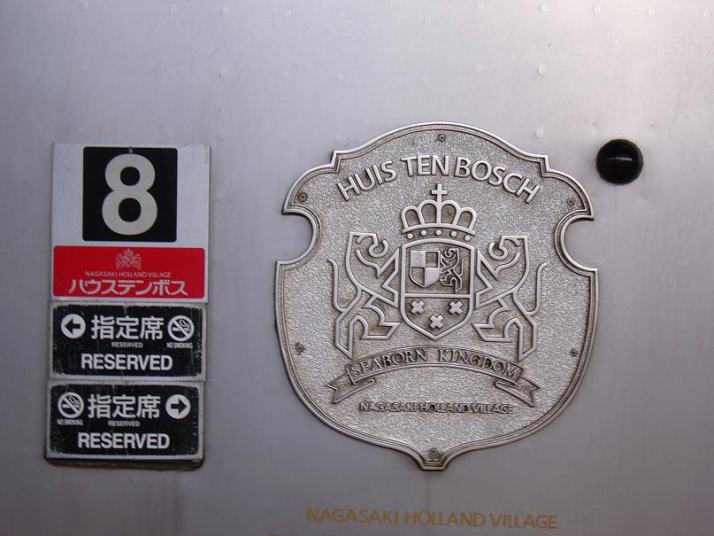 8
NAGASAKI HOLLAND VILLAGE
ハウステンボス
指定席
RESERVED
NO SMOKING
RESERVED
指定席
RESERVED
NO SMOKING
RESERVED
HUIS TEN BOSCH
SEABORN KINGDOM
NAGASAKI HOLLAND VILLAGE
NAGASAKI HOLLAND VILLAGE